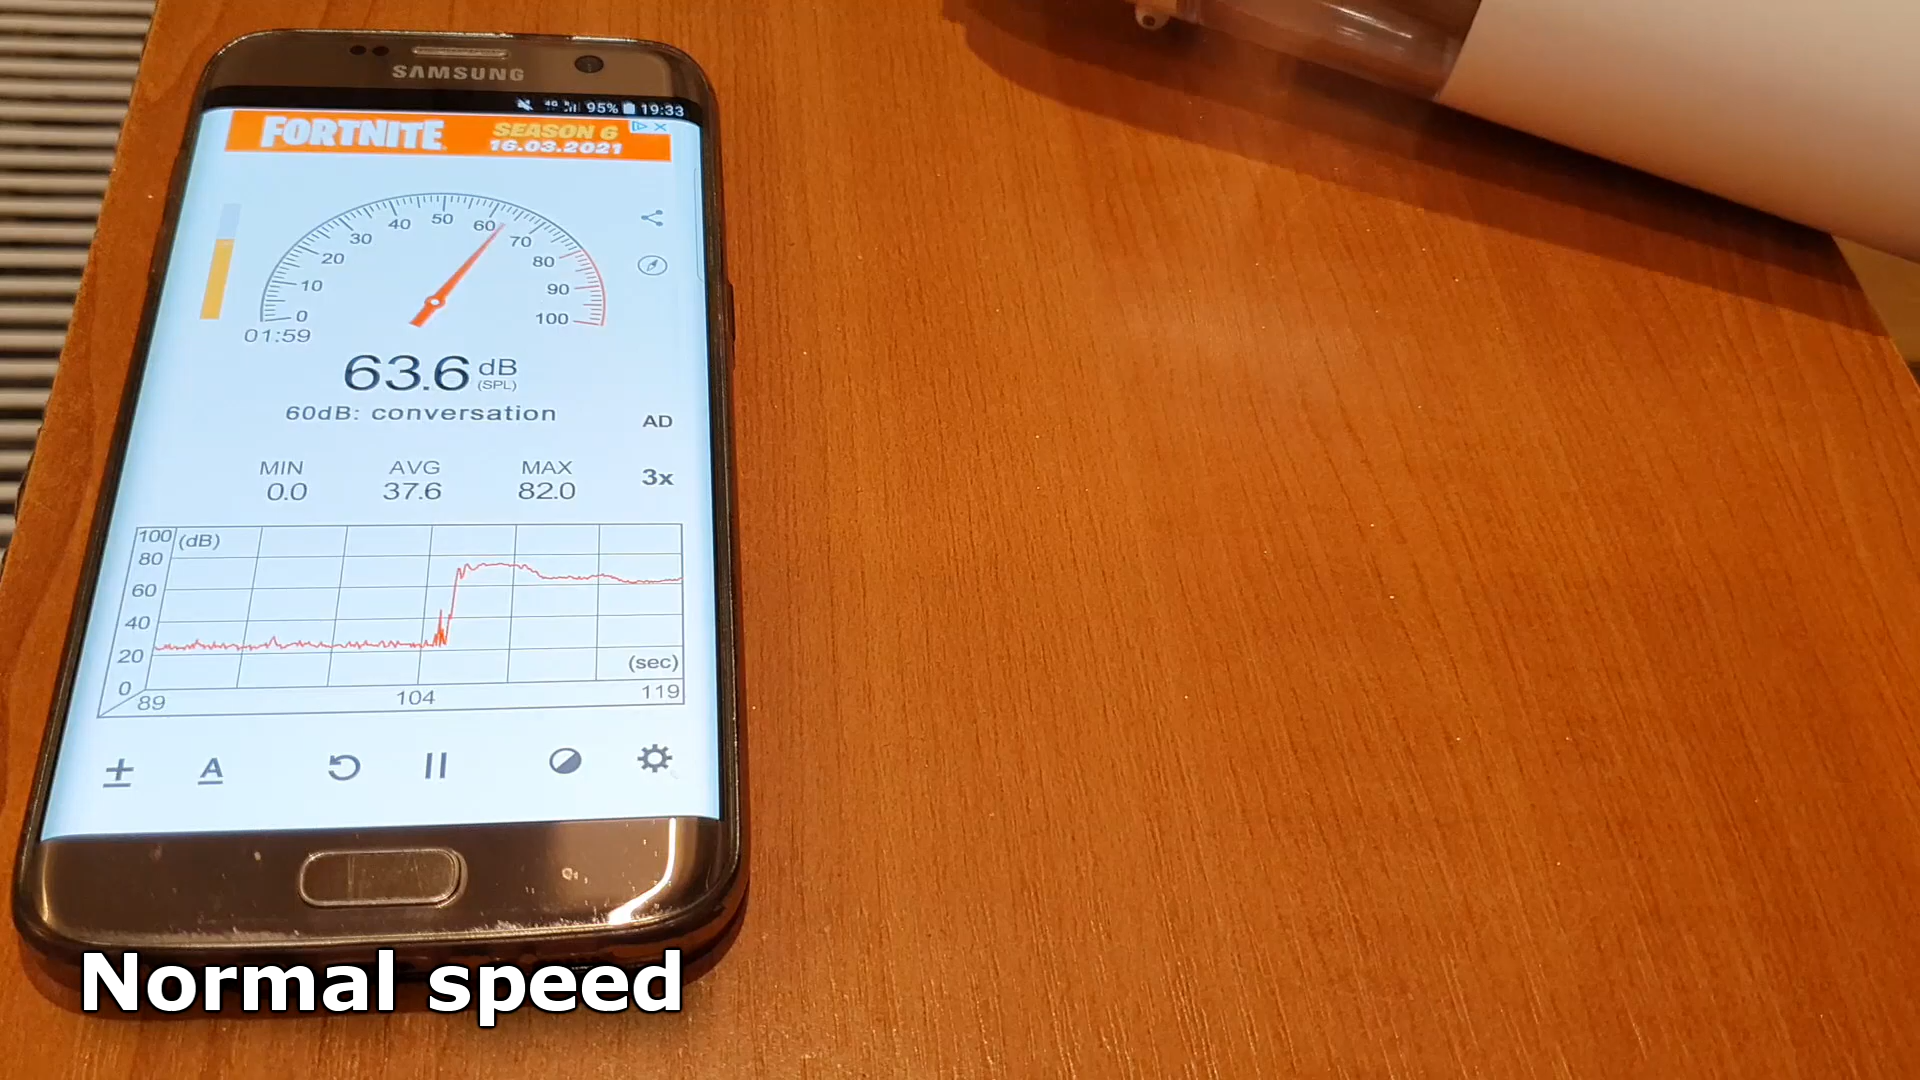 SAMSUNG
4G 95% 19:33
FORTNITE SEASON 6
16.03.2021
0 10 20 30 40 50 60 70 80 90 100
01:59
63.6 dB
(SPL)
60dB: conversation
AD
MIN AVG MAX
0.0 37.6 82.0
3x
100 (dB)
80
60
40
20
(sec)
0
89 104 119
± A
Normal speed